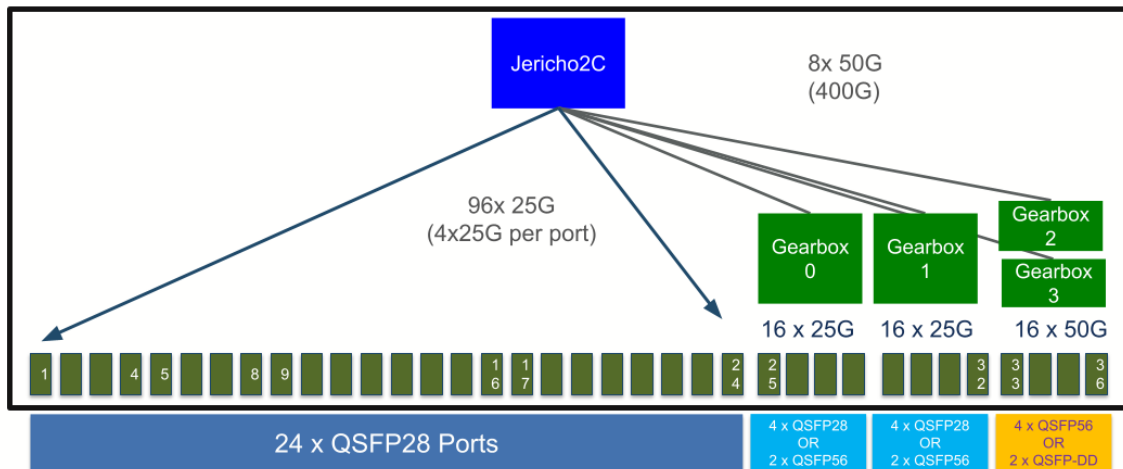 Jericho2C
8x 50G
(400G)
96x 25G
(4x25G per port)
Gearbox
0
Gearbox
1
Gearbox
2
Gearbox
3
16 x 25G
16 x 25G
16 x 50G
1
4
5
8
9
16
17
24
25
32
33
36
24 x QSFP28 Ports
4 x QSFP28
OR
2 x QSFP56
4 x QSFP28
OR
2 x QSFP56
4 x QSFP56
OR
2 x QSFP-DD